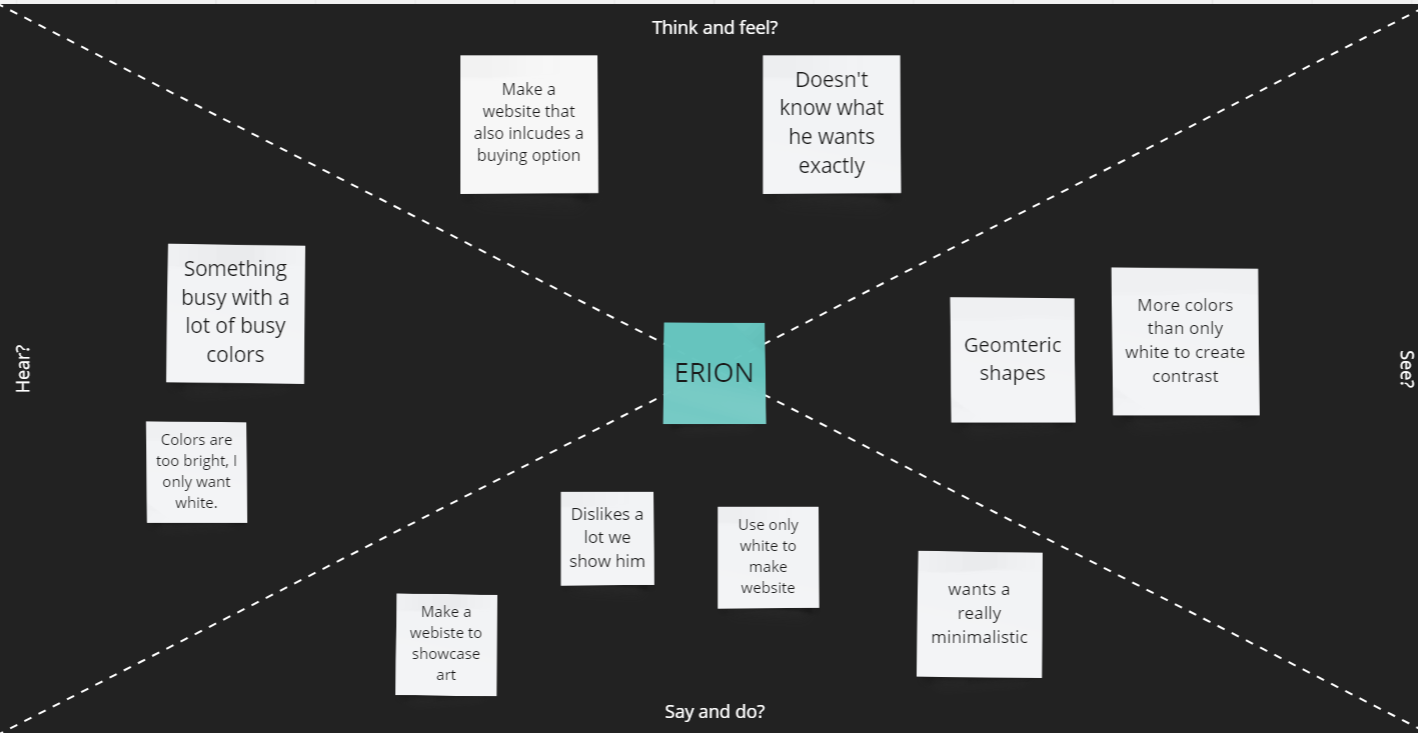 Think and feel?
Make a
website that
also inlcudes a
buying option
Doesn't
know what
he wants
exactly
Hear?
Something
busy with a
lot of busy
colors
Colors are
too bright, I
only want
white.
ERION
Geomteric
shapes
More colors
than only
white to create
contrast
See?
Dislikes a
lot we
show him
Use only
white to
make
website
Make a
webiste to
showcase
art
wants a
really
minimalistic
Say and do?